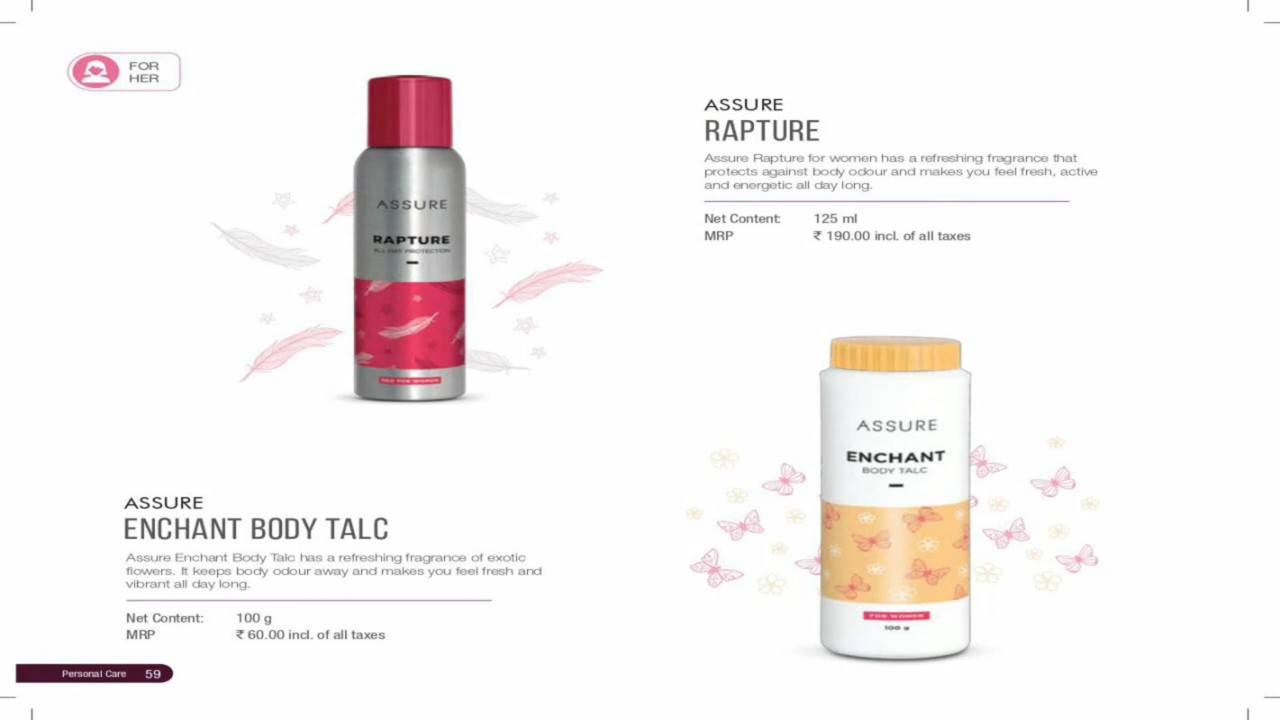 FOR
HER
ASSURE
RAPTURE
ALL DAY PROTECTION
DEO FOR WOMEN
ASSURE
RAPTURE
Assure Rapture for women has a refreshing fragrance that
protects against body odour and makes you feel fresh, active
and energetic all day long.
Net Content: 125 ml
MRP ₹ 190.00 incl. of all taxes
ASSURE
ENCHANT BODY TALC
Assure Enchant Body Talc has a refreshing fragrance of exotic
flowers. It keeps body odour away and makes you feel fresh and
vibrant all day long.
Net Content: 100 g
MRP ₹ 60.00 incl. of all taxes
ASSURE
ENCHANT
BODY TALC
FOR WOMEN
100 g
Personal Care 59